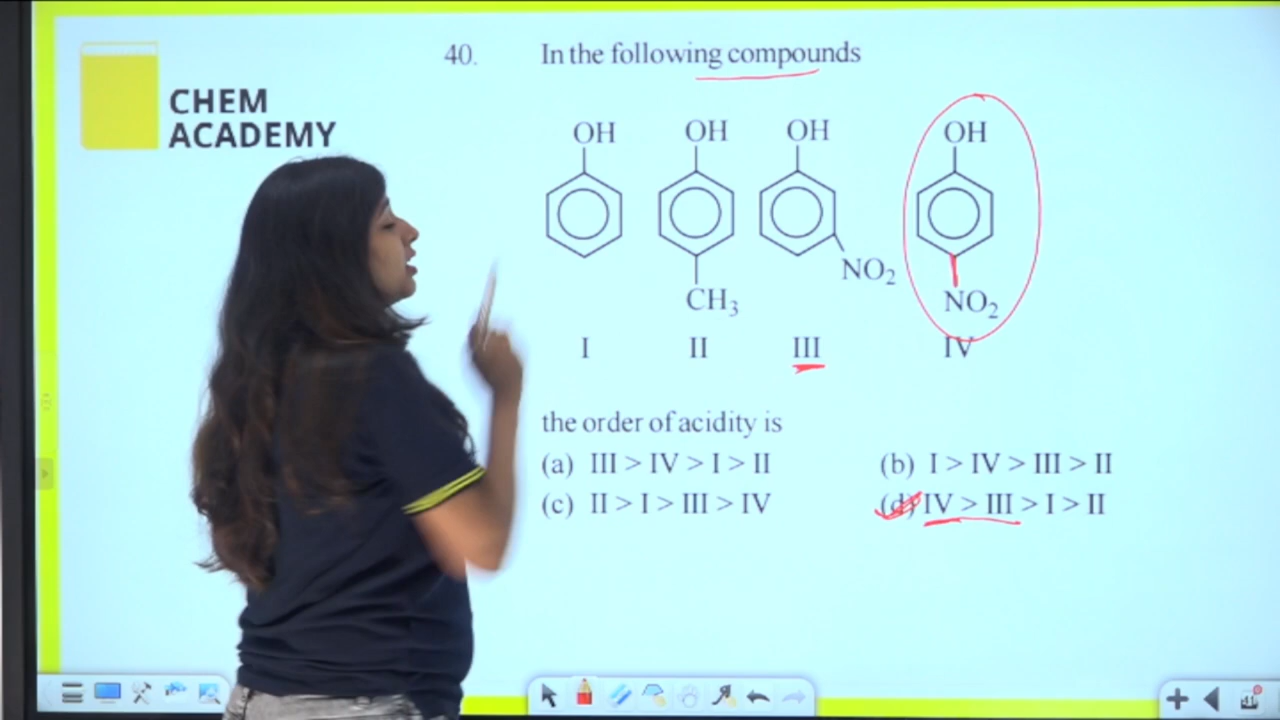 CHEM
ACADEMY
40. In the following compounds
OH OH OH OH
NO₂
CH₃ NO₂
I II III IV
the order of acidity is
(a) III > IV > I > II (b) I > IV > III > II
(c) II > I > III > IV (d) IV > III > I > II